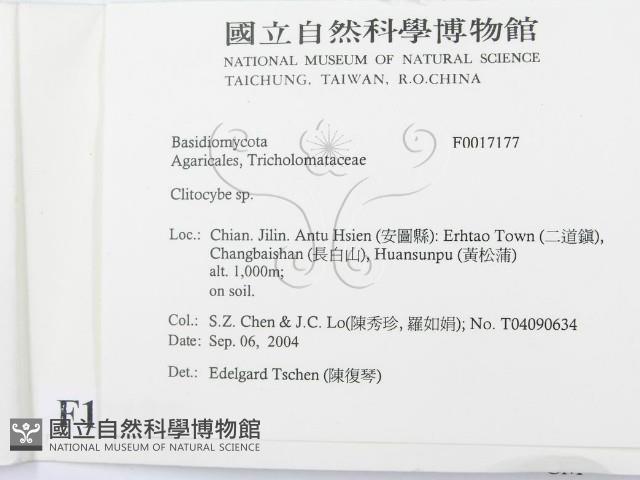 國立自然科學博物館
NATIONAL MUSEUM OF NATURAL SCIENCE
TAICHUNG, TAIWAN, R.O.CHINA
Basidiomycota F0017177
Agaricales, Tricholomataceae
Clitocybe sp.
Loc.: Chian. Jilin. Antu Hsien (安圖縣): Erhtao Town (二道鎮),
Changbaishan (長白山), Huansunpu (黃松蒲)
alt. 1,000m;
on soil.
Col.: S.Z. Chen & J.C. Lo(陳秀珍, 羅如娟); No. T04090634
Date: Sep. 06, 2004
Det.: Edelgard Tschen (陳復琴)
F1
國立自然科學博物館
NATIONAL MUSEUM OF NATURAL SCIENCE